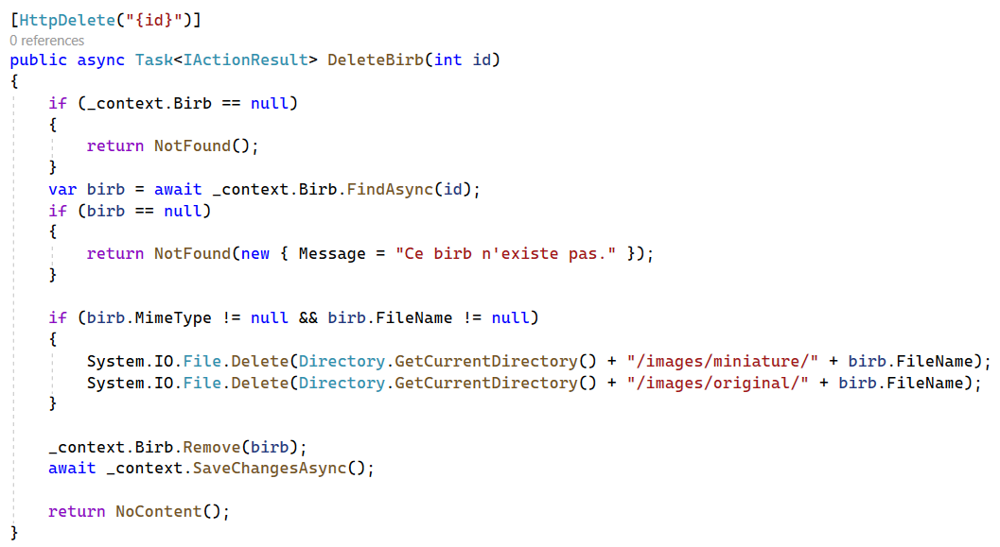 [HttpDelete("{id}")]
0 references
public async Task<IActionResult> DeleteBirb(int id)
{
    if (_context.Birb == null)
    {
        return NotFound();
    }
    var birb = await _context.Birb.FindAsync(id);
    if (birb == null)
    {
        return NotFound(new { Message = "Ce birb n'existe pas." });
    }

    if (birb.MimeType != null && birb.FileName != null)
    {
        System.IO.File.Delete(Directory.GetCurrentDirectory() + "/images/miniature/" + birb.FileName);
        System.IO.File.Delete(Directory.GetCurrentDirectory() + "/images/original/" + birb.FileName);
    }

    _context.Birb.Remove(birb);
    await _context.SaveChangesAsync();

    return NoContent();
}